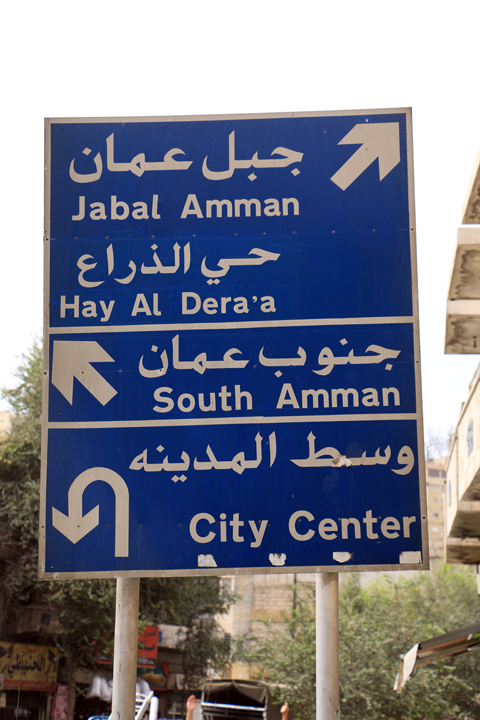 جبل عمان
Jabal Amman
حي الذراع
Hay Al Dera'a
جنوب عمان
South Amman
وسط المدينه
City Center